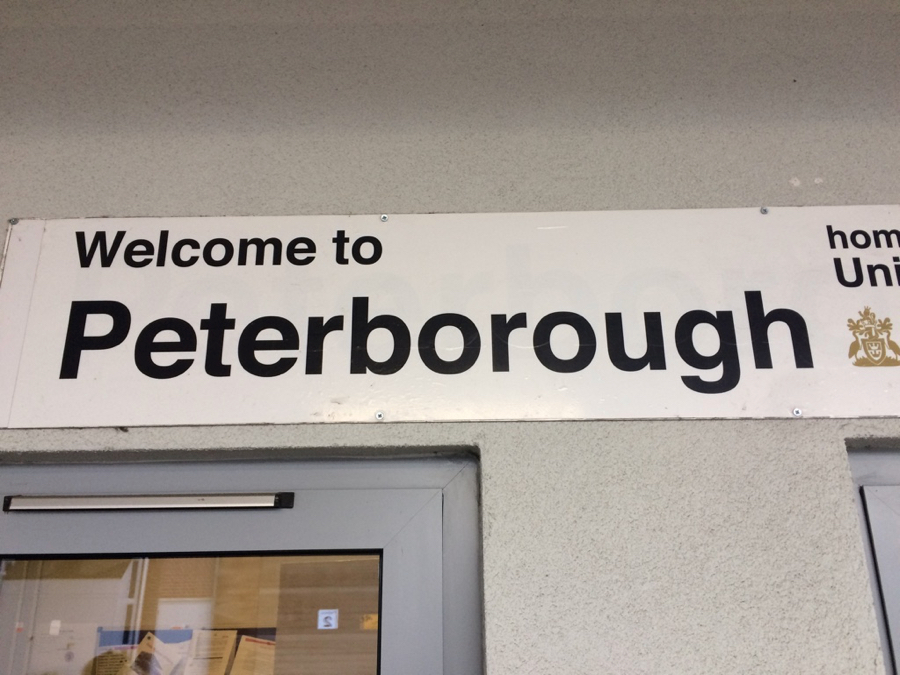 Welcome to
Peterborough
hom
Uni